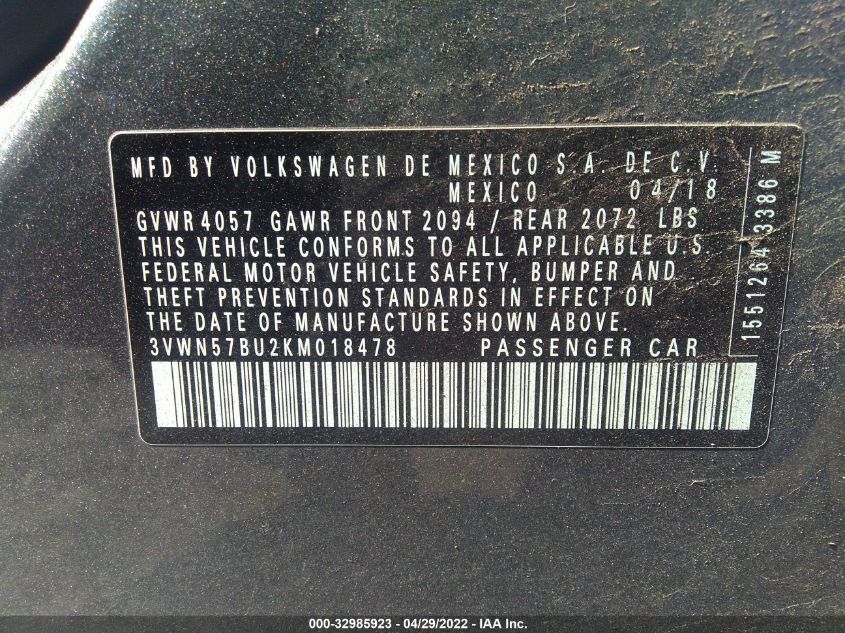 MFD BY VOLKSWAGEN DE MEXICO S.A. DE C.V.
MEXICO 04/18
GVWR 4057 GAWR FRONT 2094 / REAR 2072 LBS
THIS VEHICLE CONFORMS TO ALL APPLICABLE U.S.
FEDERAL MOTOR VEHICLE SAFETY, BUMPER AND
THEFT PREVENTION STANDARDS IN EFFECT ON
THE DATE OF MANUFACTURE SHOWN ABOVE.
3VWN57BU2KM018478 PASSENGER CAR
1551264 3386 M
000-32985923 / 04/29/2022 - IAA Inc.